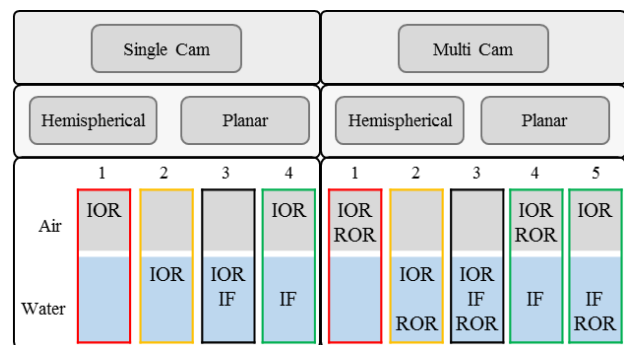 Single Cam Multi Cam
Hemispherical Planar Hemispherical Planar
1 2 3 4 1 2 3 4 5
Air IOR IOR IOR ROR IOR ROR IOR
Water IOR IOR IF IF IOR ROR IOR IF ROR IF IF ROR